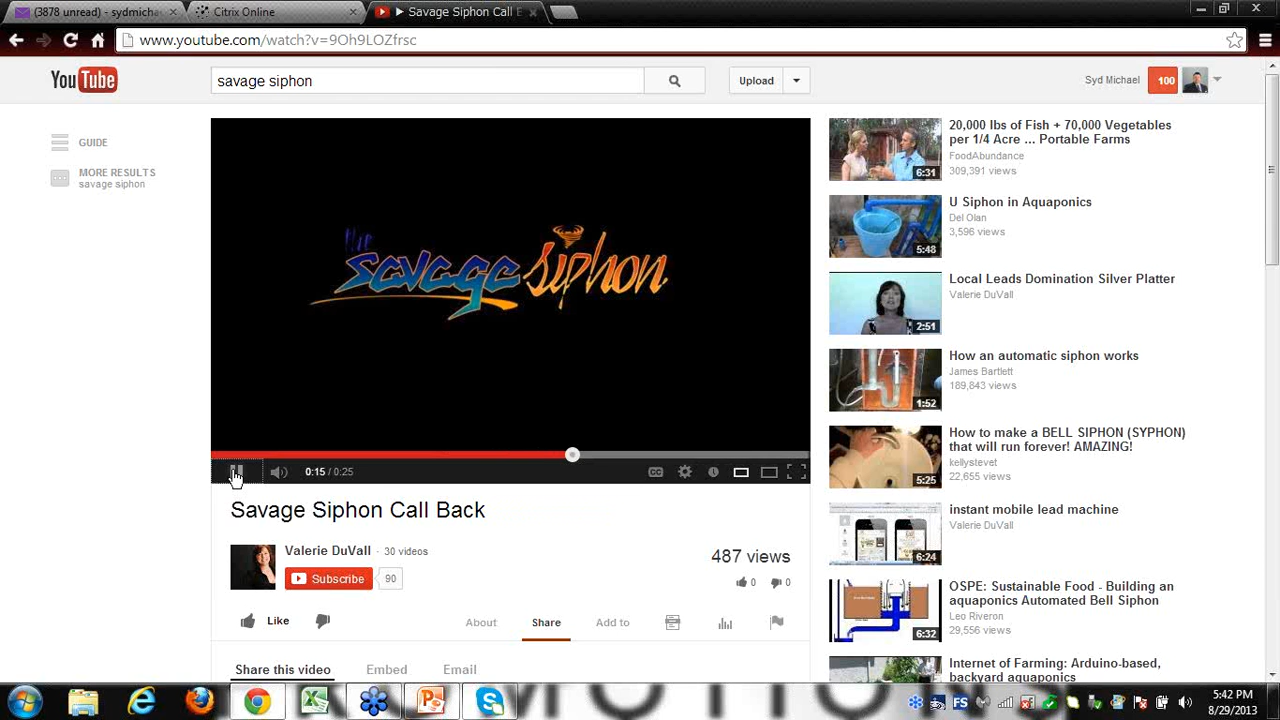 (3878 unread) - sydmicha
Citrix Online
Savage Siphon Call B
www.youtube.com/watch?v=9Oh9LOZfrsc
YouTube
savage siphon
Upload
Syd Michael
100
GUIDE
MORE RESULTS
savage siphon
The
Savage Siphon
0:15 / 0:25
CC
Savage Siphon Call Back
Valerie DuVall · 30 videos
Subscribe
90
487 views
0
0
Like
About
Share
Add to
Share this video
Embed
Email
6:31
20,000 lbs of Fish + 70,000 Vegetables
per 1/4 Acre ... Portable Farms
FoodAbundance
309,391 views
5:48
U Siphon in Aquaponics
Del Olan
3,596 views
2:51
Local Leads Domination Silver Platter
Valerie DuVall
1:52
How an automatic siphon works
James Bartlett
189,843 views
5:25
How to make a BELL SIPHON (SYPHON)
that will run forever! AMAZING!
kellystevet
22,655 views
6:24
instant mobile lead machine
Valerie DuVall
6:32
OSPE: Sustainable Food - Building an
aquaponics Automated Bell Siphon
Leo Riveron
29,556 views
Internet of Farming: Arduino-based,
backyard aquaponics
FS
5:42 PM
8/29/2013